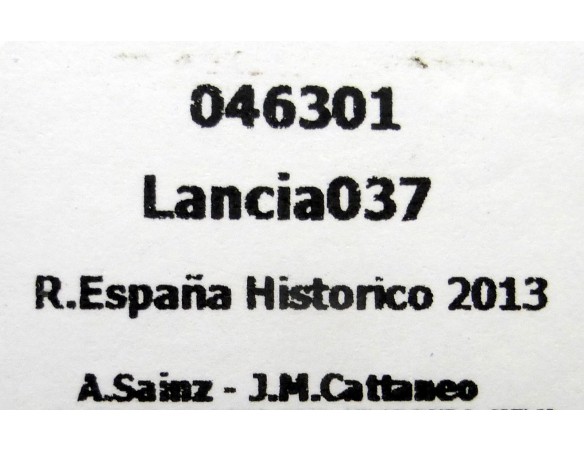 046301
Lancia037
R.España Historico 2013
A.Sainz - J.M.Cattaneo